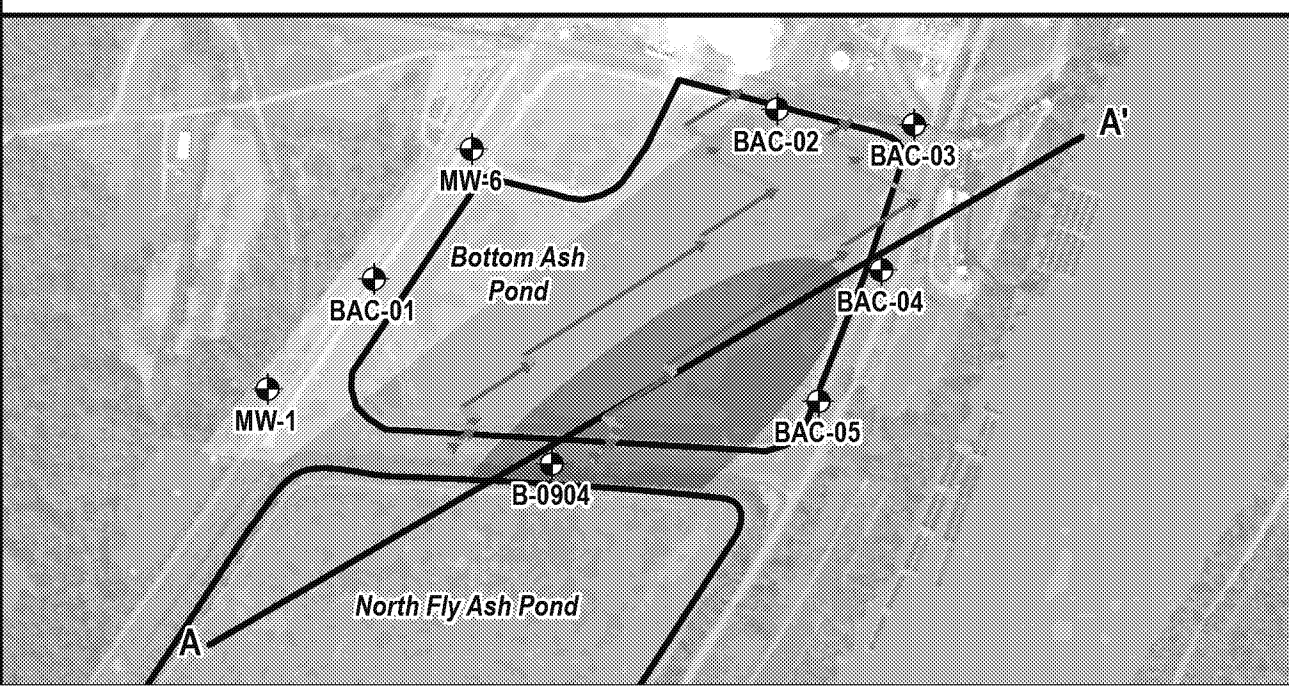 A'
BAC-02
BAC-03
MW-6
Bottom Ash
Pond
BAC-01
BAC-04
MW-1
BAC-05
B-0904
North Fly Ash Pond
A